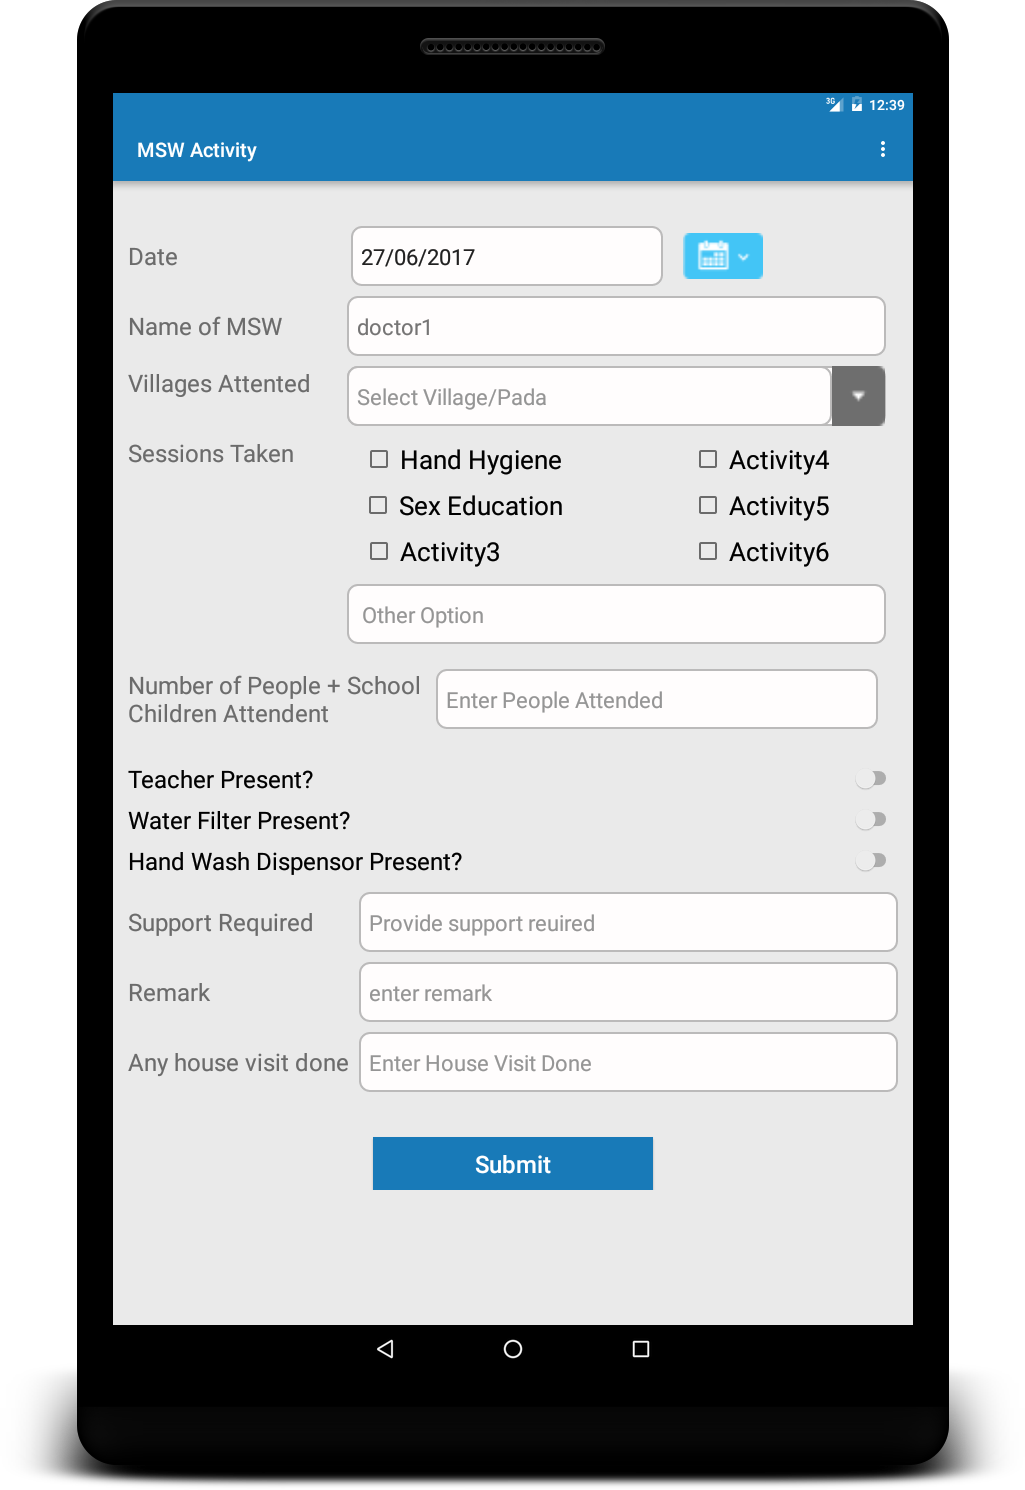 3G 12:39
MSW Activity
Date 27/06/2017
Name of MSW doctor1
Villages Attented Select Village/Pada
Sessions Taken
Hand Hygiene Activity4
Sex Education Activity5
Activity3 Activity6
Other Option
Number of People + School
Children Attendent
Enter People Attended
Teacher Present?
Water Filter Present?
Hand Wash Dispensor Present?
Support Required Provide support reuired
Remark enter remark
Any house visit done Enter House Visit Done
Submit